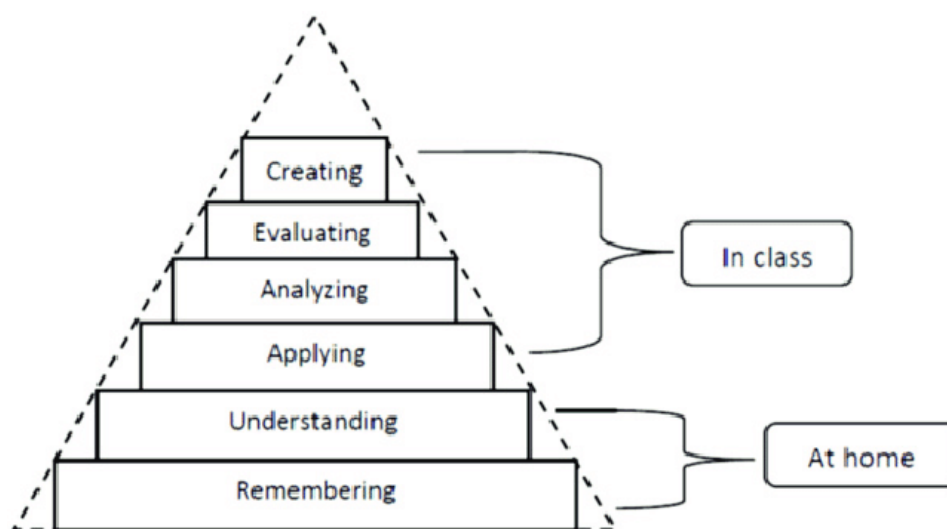 Creating
Evaluating
Analyzing
Applying
Understanding
Remembering
In class
At home